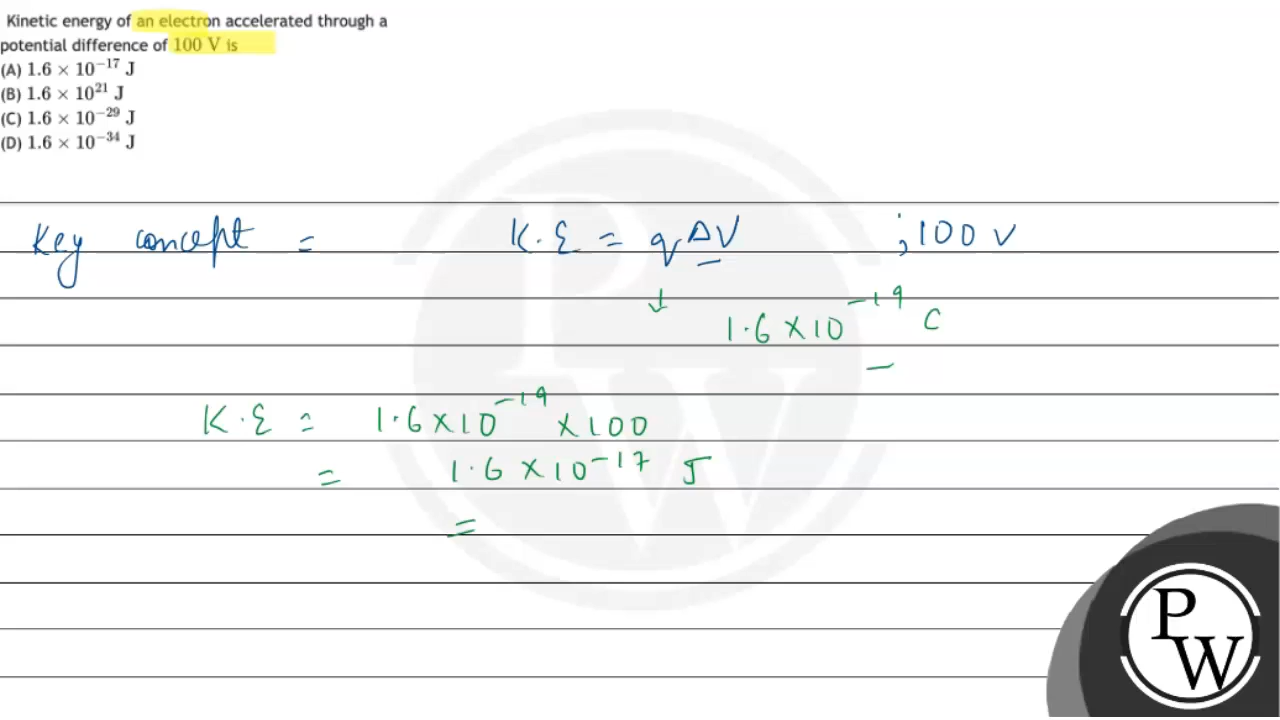 Kinetic energy of an electron accelerated through a
potential difference of 100 V is
(A) 1.6 × 10⁻¹⁷ J
(B) 1.6 × 10²¹ J
(C) 1.6 × 10⁻²⁹ J
(D) 1.6 × 10⁻³⁴ J
Key concept = K.E = qΔV ; 100 V
↓ 1.6 × 10⁻¹⁹ C
K.E = 1.6 × 10⁻¹⁹ × 100
= 1.6 × 10⁻¹⁷ J
=
P
W